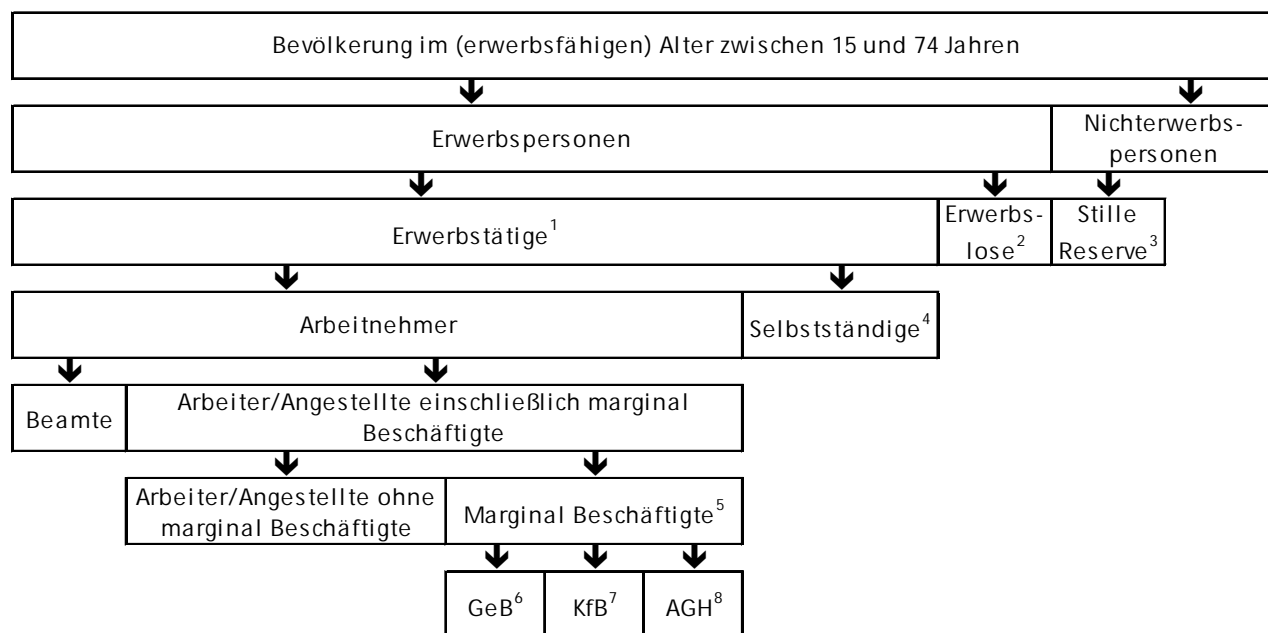 Bevölkerung im (erwerbsfähigen) Alter zwischen 15 und 74 Jahren
Erwerbspersonen
Nichterwerbs-
personen
Erwerbstätige¹
Erwerbs-
lose²
Stille
Reserve³
Arbeitnehmer
Selbstständige⁴
Beamte
Arbeiter/Angestellte einschließlich marginal
Beschäftigte
Arbeiter/Angestellte ohne
marginal Beschäftigte
Marginal Beschäftigte⁵
GeB⁶
KfB⁷
AGH⁸